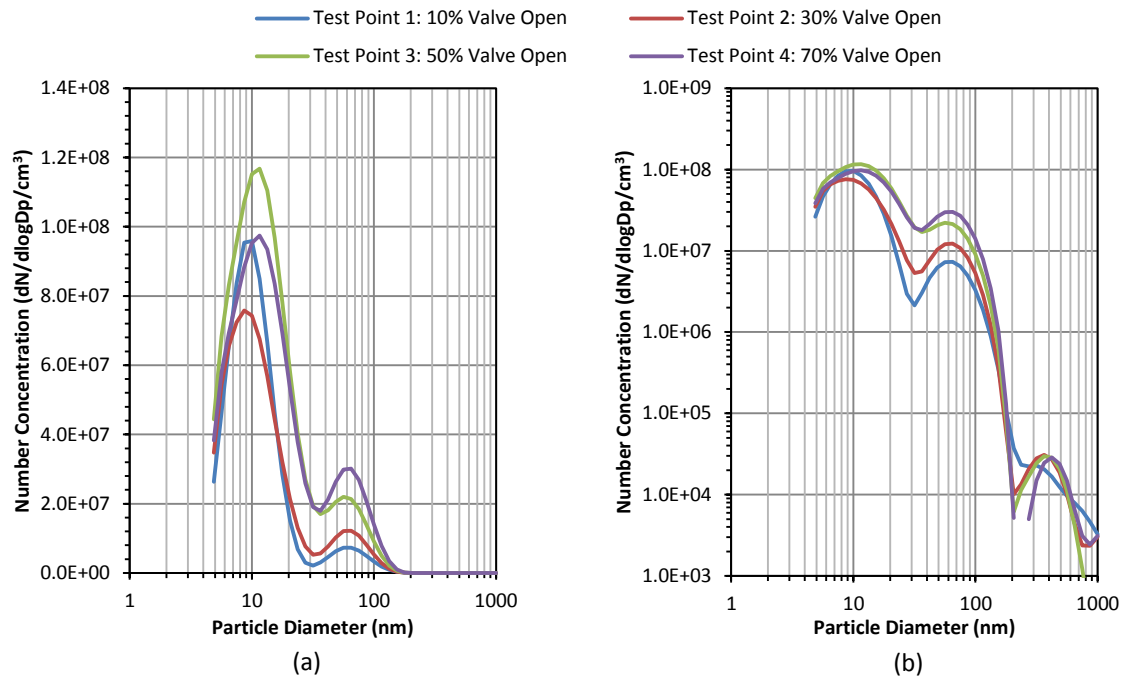 Test Point 1: 10% Valve Open
Test Point 2: 30% Valve Open
Test Point 3: 50% Valve Open
Test Point 4: 70% Valve Open
Number Concentration (dN/dlogDp/cm³)
1.4E+08
1.2E+08
1.0E+08
8.0E+07
6.0E+07
4.0E+07
2.0E+07
0.0E+00
1 10 100 1000
Particle Diameter (nm)
(a)
Number Concentration (dN/dlogDp/cm³)
1.0E+09
1.0E+08
1.0E+07
1.0E+06
1.0E+05
1.0E+04
1.0E+03
1 10 100 1000
Particle Diameter (nm)
(b)